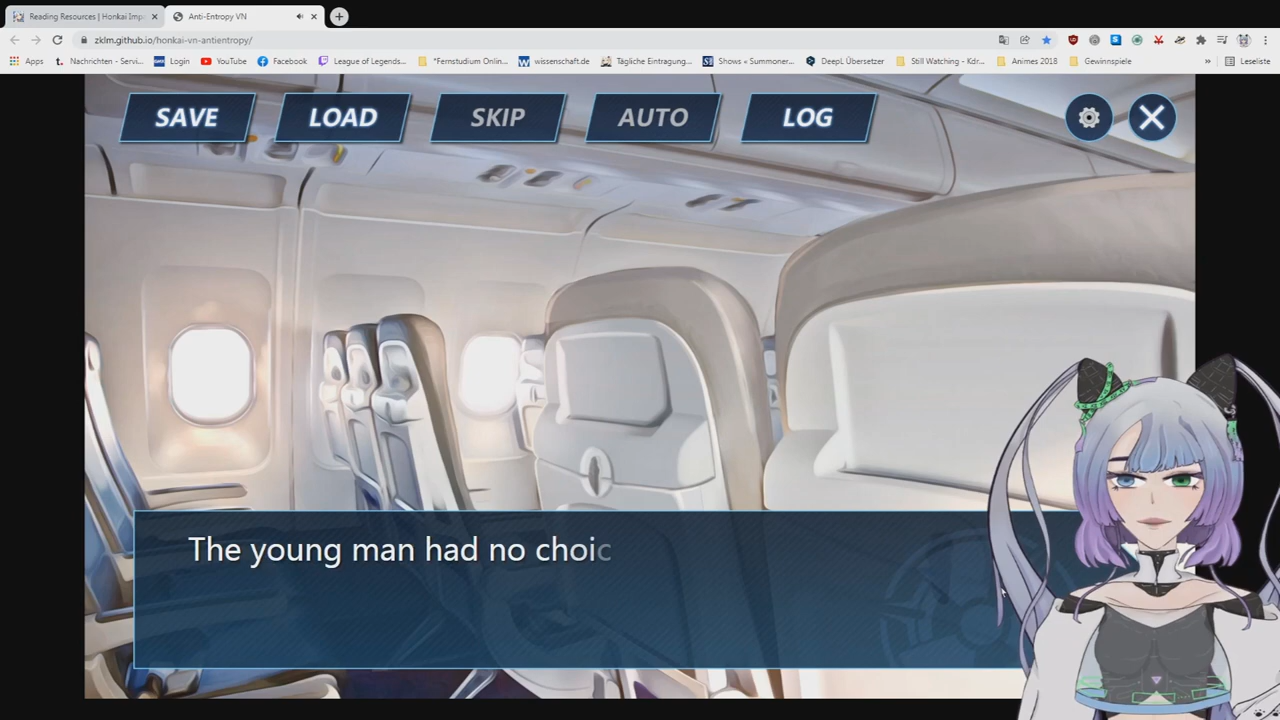 Reading Resources | Honkai Imp
Anti-Entropy VN
zklm.github.io/honkai-vn-antientropy/
Apps
Nachrichten - Servi...
Login
YouTube
Facebook
League of Legends...
*Fernstudium Onlin...
wissenschaft.de
Tägliche Eintragung...
Shows « Summoner...
DeepL Übersetzer
Still Watching - Kdr...
Animes 2018
Gewinnspiele
»
Leseliste
SAVE
LOAD
SKIP
AUTO
LOG
The young man had no choic